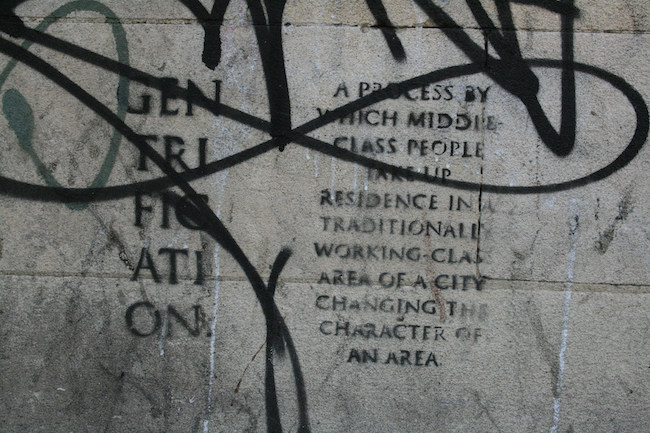 GEN
TRI
FIC
ATI
ON.
A PROCESS BY
WHICH MIDDLE
CLASS PEOPLE
TAKE UP
RESIDENCE IN A
TRADITIONALLY
WORKING-CLASS
AREA OF A CITY
CHANGING THE
CHARACTER OF
AN AREA